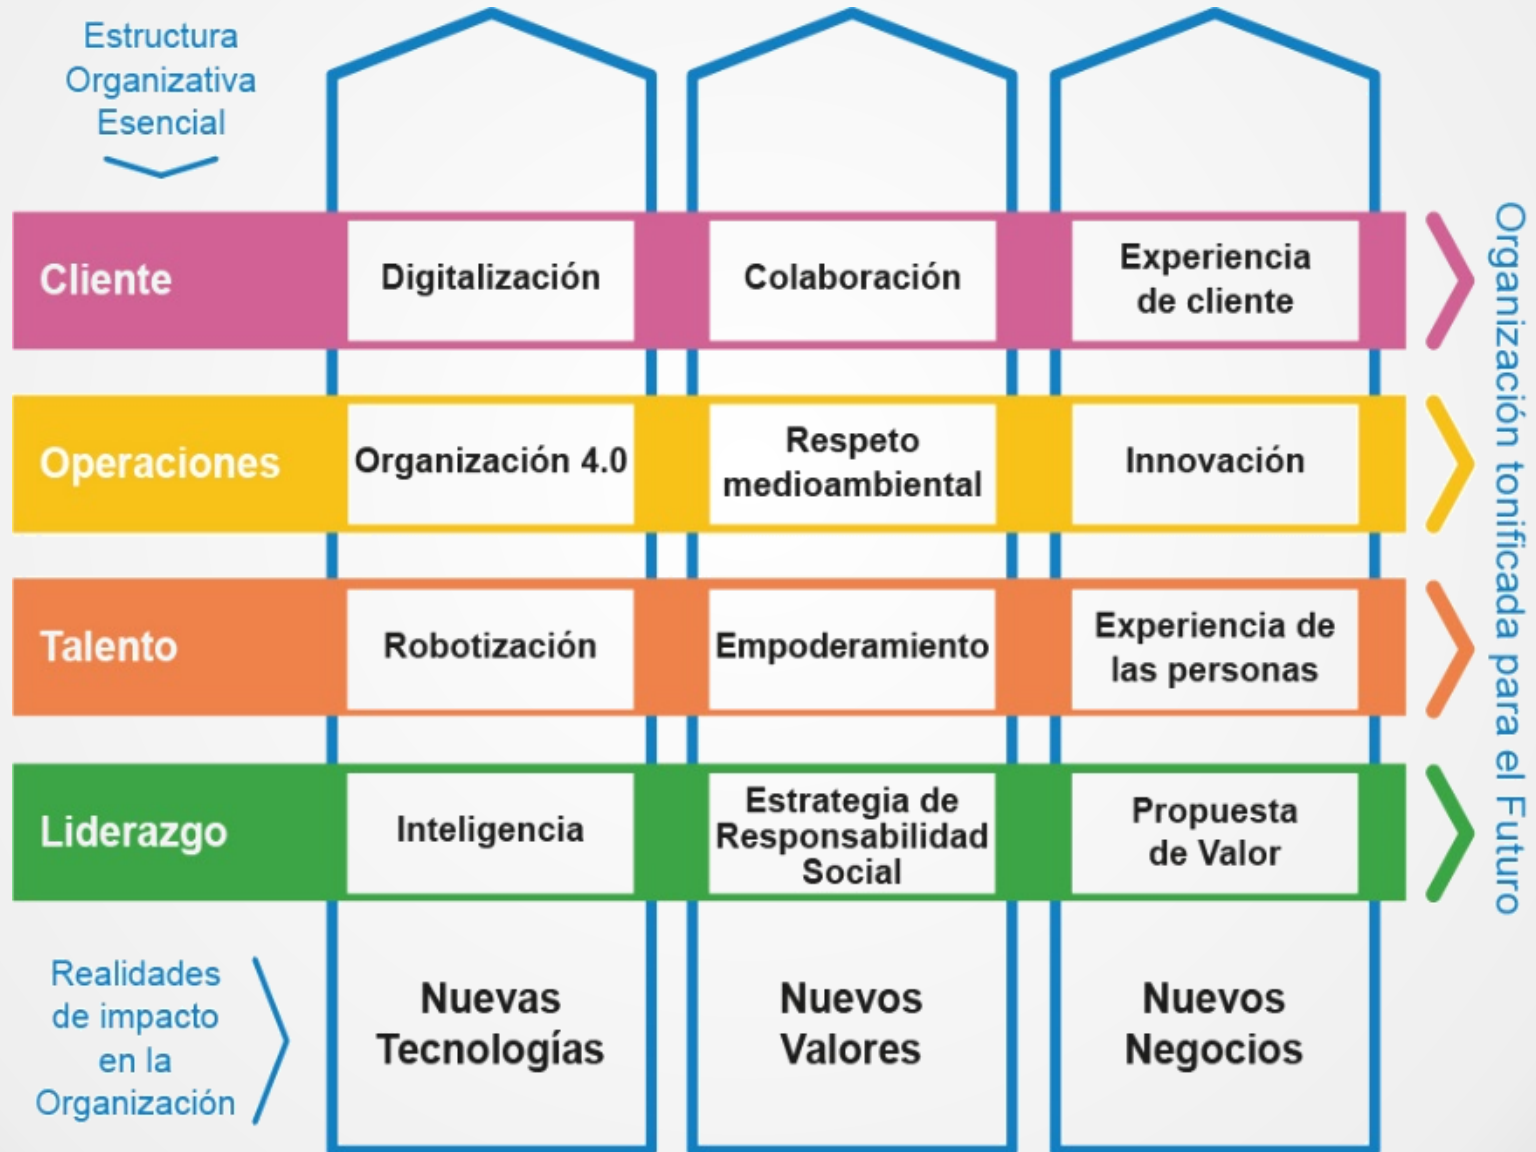 Estructura
Organizativa
Esencial
Cliente
Digitalización
Colaboración
Experiencia
de cliente
Operaciones
Organización 4.0
Respeto
medioambiental
Innovación
Talento
Robotización
Empoderamiento
Experiencia de
las personas
Liderazgo
Inteligencia
Estrategia de
Responsabilidad
Social
Propuesta
de Valor
Realidades
de impacto
en la
Organización
Nuevas
Tecnologías
Nuevos
Valores
Nuevos
Negocios
Organización tonificada para el Futuro